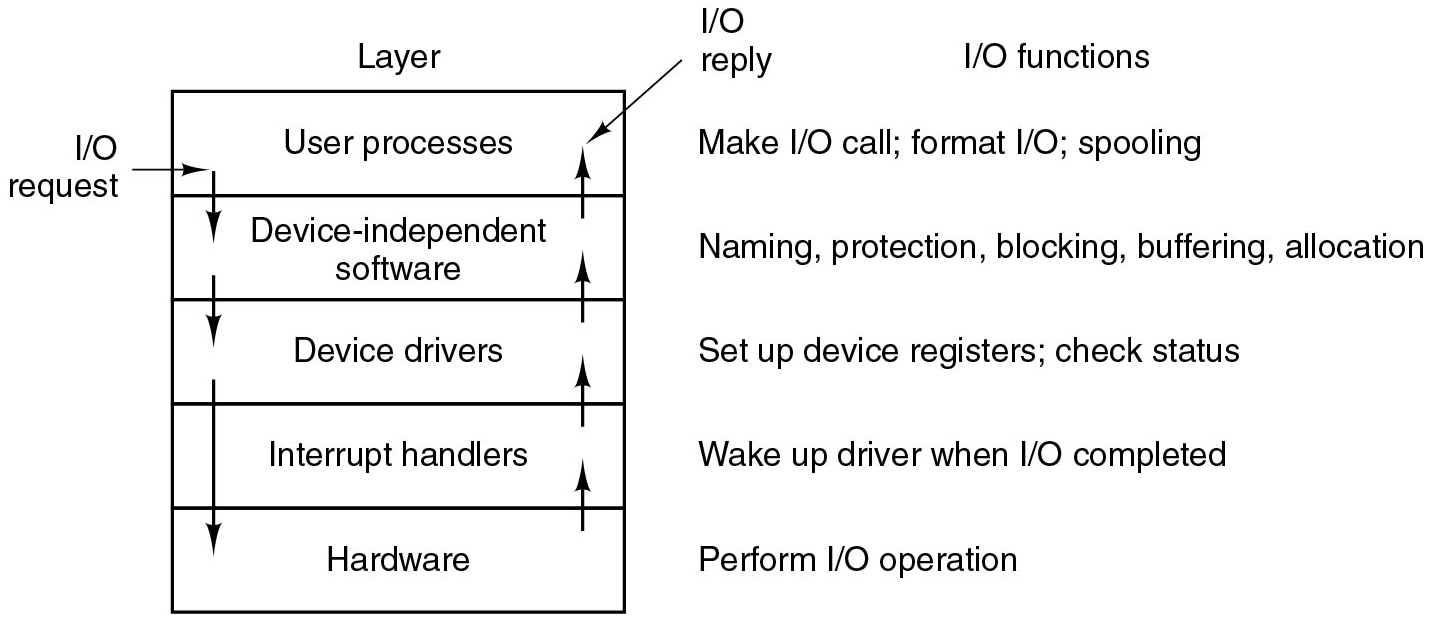 Layer
I/O
reply
I/O functions
I/O
request
User processes
Make I/O call; format I/O; spooling
Device-independent
software
Naming, protection, blocking, buffering, allocation
Device drivers
Set up device registers; check status
Interrupt handlers
Wake up driver when I/O completed
Hardware
Perform I/O operation